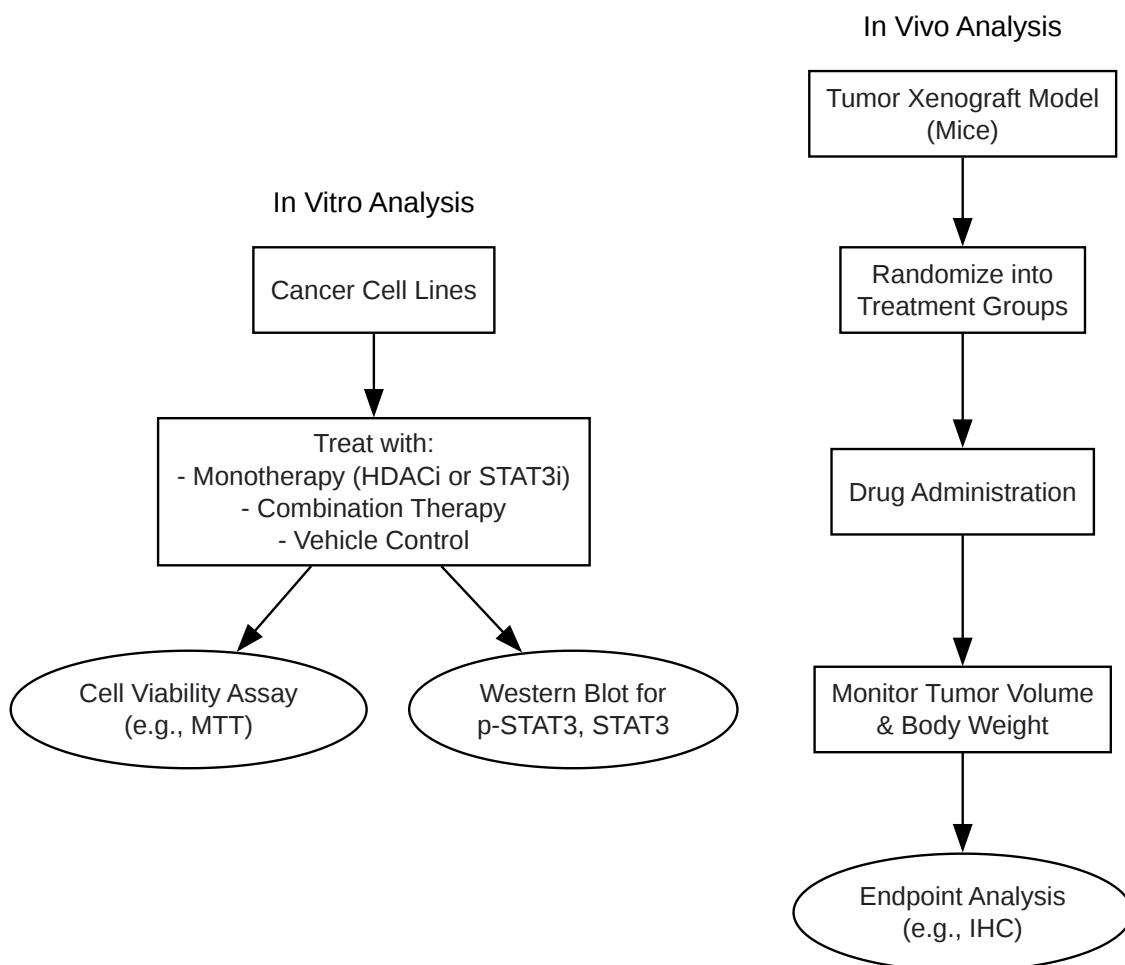 In Vitro Analysis
Cancer Cell Lines
Treat with:
- Monotherapy (HDACi or STAT3i)
- Combination Therapy
- Vehicle Control
Cell Viability Assay
(e.g., MTT)
Western Blot for
p-STAT3, STAT3
In Vivo Analysis
Tumor Xenograft Model
(Mice)
Randomize into
Treatment Groups
Drug Administration
Monitor Tumor Volume
& Body Weight
Endpoint Analysis
(e.g., IHC)